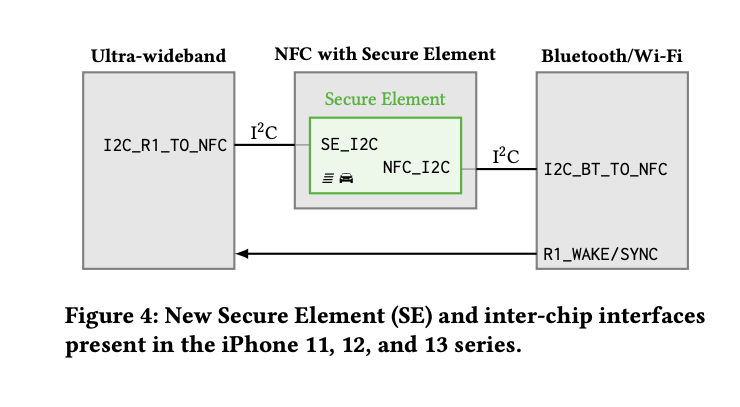 Ultra-wideband
NFC with Secure Element
Bluetooth/Wi-Fi
Secure Element
I2C_R1_TO_NFC
I²C
SE_I2C
NFC_I2C
I²C
I2C_BT_TO_NFC
R1_WAKE/SYNC
Figure 4: New Secure Element (SE) and inter-chip interfaces
present in the iPhone 11, 12, and 13 series.